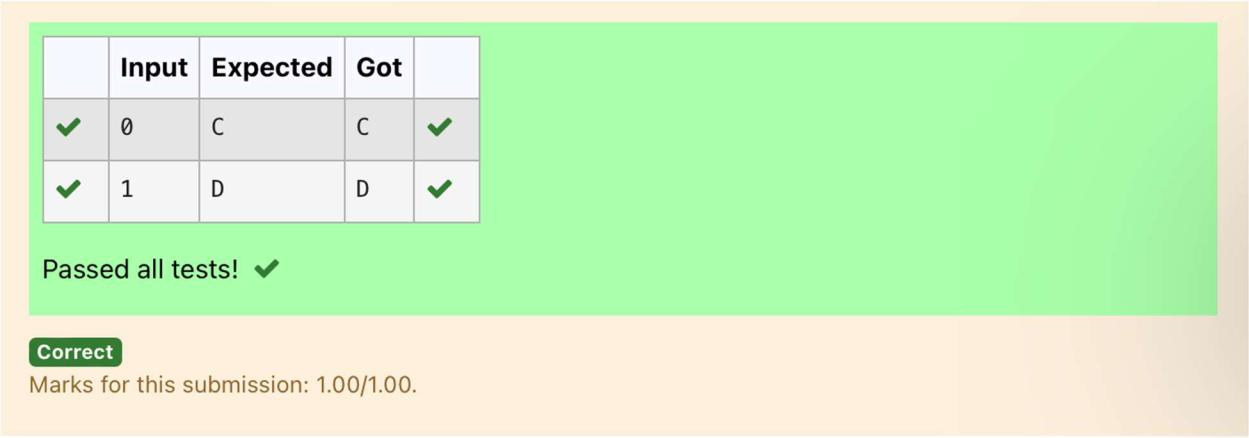 Input Expected Got
0 C C
1 D D
Passed all tests!
Correct
Marks for this submission: 1.00/1.00.